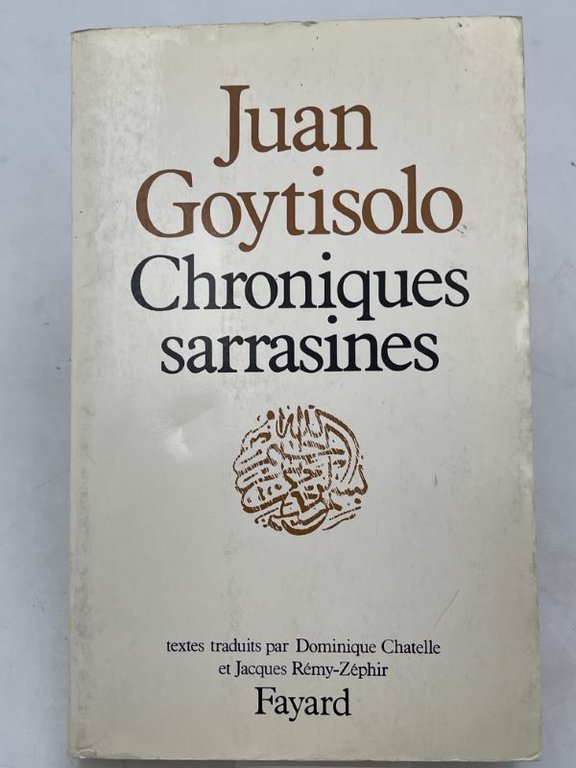 Juan
Goytisolo
Chroniques
sarrasines
textes traduits par Dominique Chatelle
et Jacques Rémy-Zéphir
Fayard